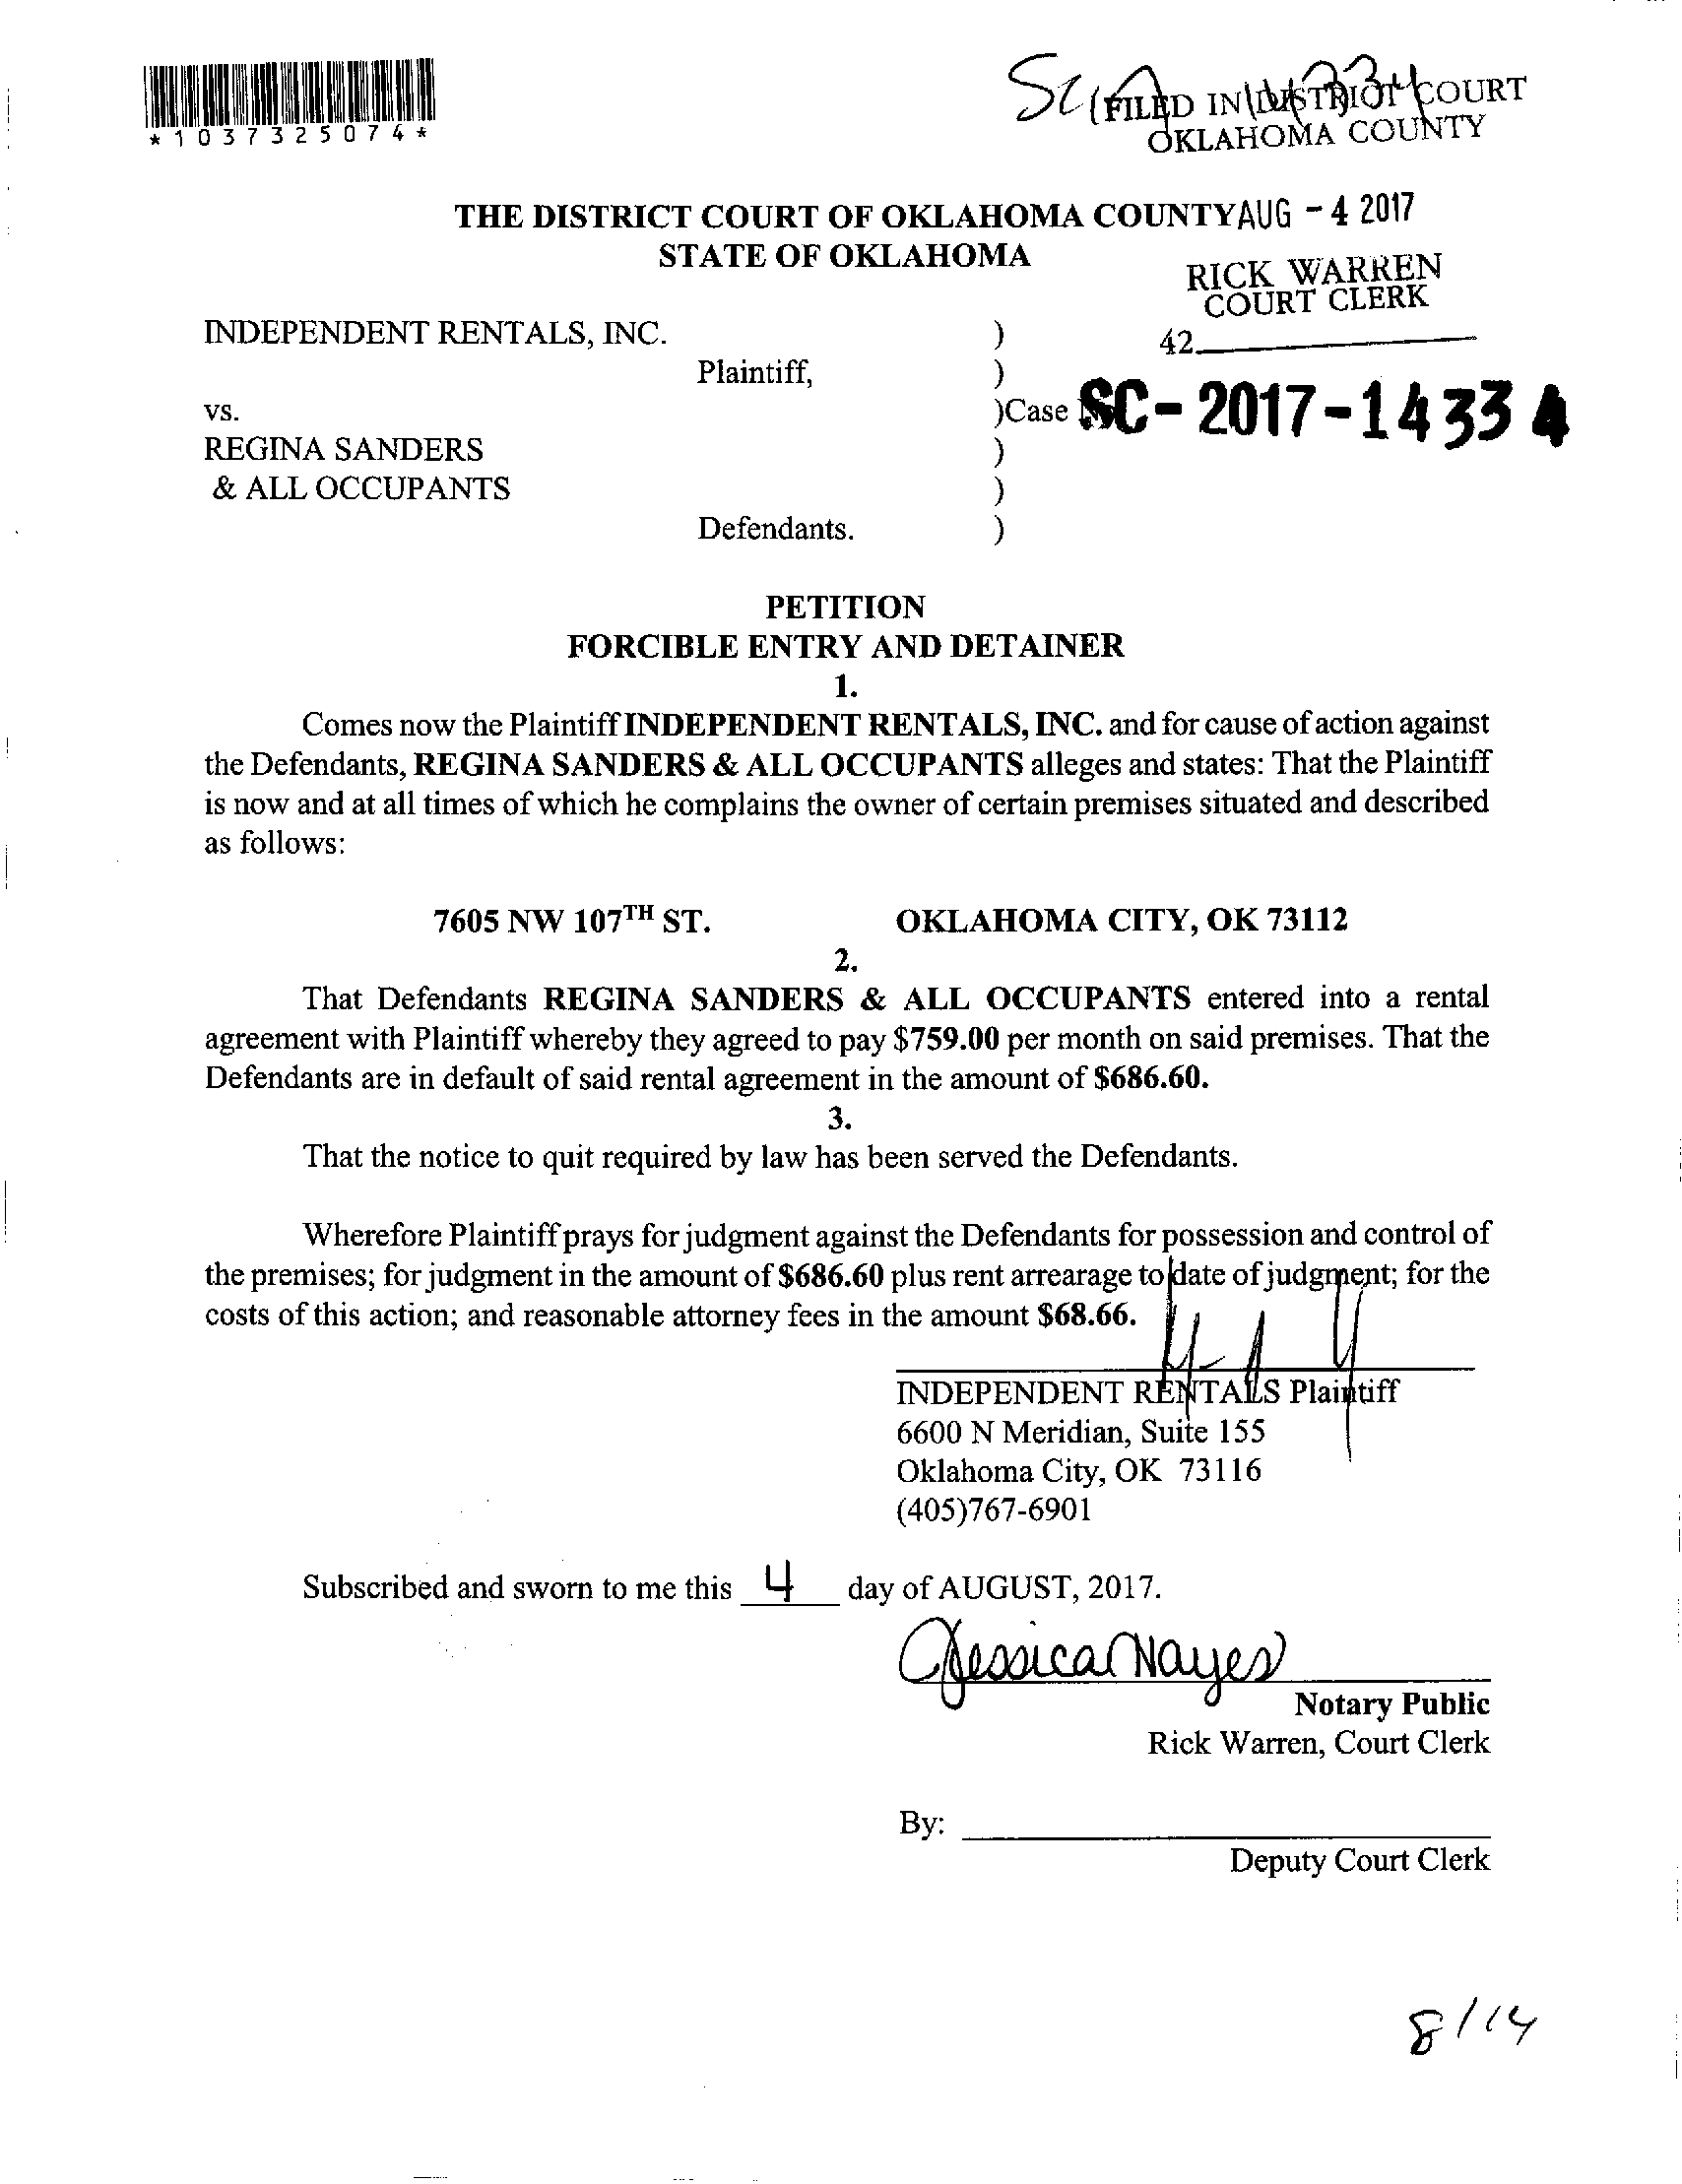 *1037325074*
FILED IN DISTRICT COURT
OKLAHOMA COUNTY
THE DISTRICT COURT OF OKLAHOMA COUNTY AUG - 4 2017
STATE OF OKLAHOMA
RICK WARREN
COURT CLERK
42
INDEPENDENT RENTALS, INC. )
Plaintiff, )
vs. )Case SC-2017-14334
REGINA SANDERS )
& ALL OCCUPANTS )
Defendants. )
PETITION
FORCIBLE ENTRY AND DETAINER
1.
Comes now the Plaintiff INDEPENDENT RENTALS, INC. and for cause of action against
the Defendants, REGINA SANDERS & ALL OCCUPANTS alleges and states: That the Plaintiff
is now and at all times of which he complains the owner of certain premises situated and described
as follows:
7605 NW 107TH ST. OKLAHOMA CITY, OK 73112
2.
That Defendants REGINA SANDERS & ALL OCCUPANTS entered into a rental
agreement with Plaintiff whereby they agreed to pay $759.00 per month on said premises. That the
Defendants are in default of said rental agreement in the amount of $686.60.
3.
That the notice to quit required by law has been served the Defendants.
Wherefore Plaintiff prays for judgment against the Defendants for possession and control of
the premises; for judgment in the amount of $686.60 plus rent arrearage to date of judgment; for the
costs of this action; and reasonable attorney fees in the amount $68.66.
INDEPENDENT RENTALS Plaintiff
6600 N Meridian, Suite 155
Oklahoma City, OK 73116
(405)767-6901
Subscribed and sworn to me this 4 day of AUGUST, 2017.
Jessica Hayes
Notary Public
Rick Warren, Court Clerk
By:
Deputy Court Clerk
8/14